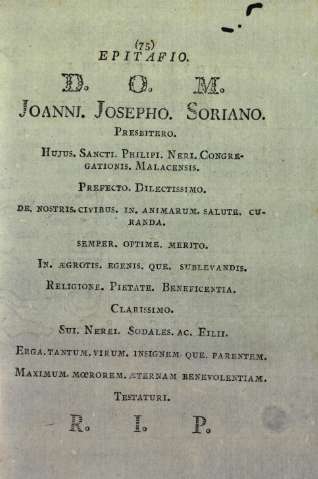 (75)
EPITAFIO.
D. O. M.
JOANNI. JOSEPHO. SORIANO.
PRESBITERO.
HUJUS. SANCTI. PHILIPI. NERI. CONGRE-
GATIONIS. MALACENSIS.
PREFECTO. DILECTISSIMO.
DE. NOSTRIS. CIVIBUS. IN. ANIMARUM. SALUTE. CU-
RANDA.
SEMPER. OPTIME. MERITO.
IN. ÆGROTIS. EGENIS. QUE. SUBLEVANDIS.
RELIGIONE. PIETATE. BENEFICENTIA.
CLARISSIMO.
SUI. NEREI. SODALES. AC. EILII.
ERGA. TANTUM. VIRUM. INSIGNEM. QUE. PARENTEM.
MAXIMUM. MŒROREM. ÆTERNAM. BENEVOLENTIAM.
TESTATURI.
R. I. P.